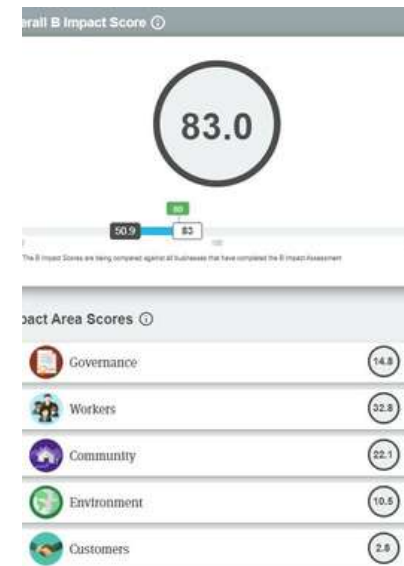 erall B Impact Score
83.0
80
50.9
83
The B Impact Scores are being compared against all businesses that have completed the B Impact Assessment
pact Area Scores
Governance
14.8
Workers
32.8
Community
22.1
Environment
10.5
Customers
2.6